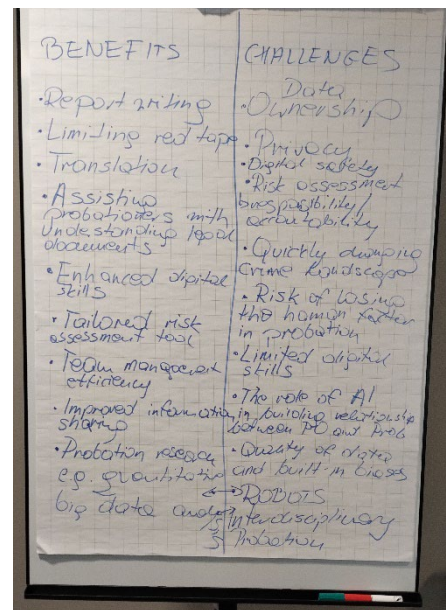 BENEFITS
• Report writing
• Limiting red tape
• Translation
• Assisting
probationers with
understanding legal
documents
• Enhanced digital
skills
• Tailored risk
assessment tool
• Team management
efficiency
• Improved information
sharing
• Probation research
e.g. quantitative
big data
CHALLENGES
Data
• Ownership
• Privacy
• Digital safety
• Risk assessment
accountability
• Quickly
crime landscape
• Risk of losing
the human factor
in probation
• Limited digital
skills
• The role of AI
in building relationship
between PO and Prob
• Quality of data
and built-in biases
↔ ROBOTS
Interdisciplinary
Probation